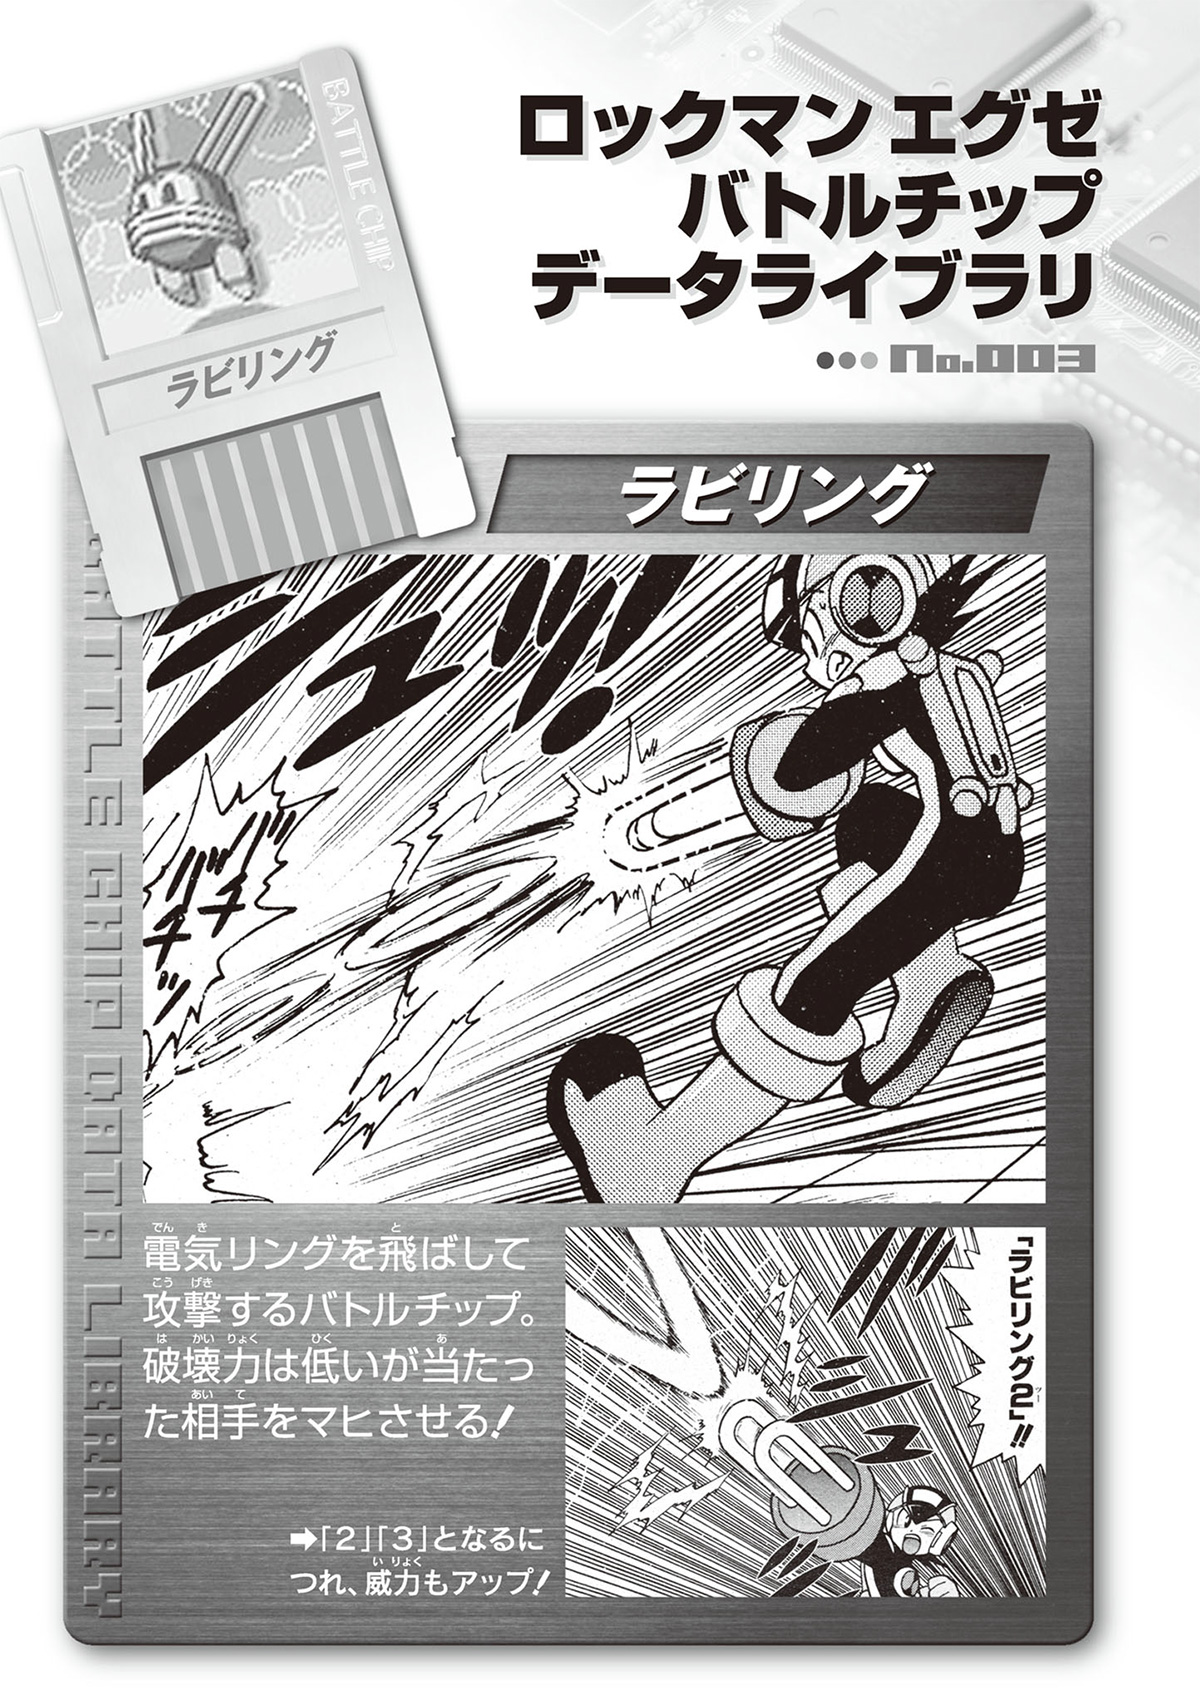 ロックマン エグゼ
バトルチップ
データライブラリ
No.003
BATTLE CHIP
ラビリング
ラビリング
BATTLE CHIP DATA LIBRARY
シュッ!!
チチッ
電気リングを飛ばして
攻撃するバトルチップ。
破壊力は低いが当たっ
た相手をマヒさせる!
➡「2」「3」となるに
つれ、威力もアップ!
「ラビリング2」!!